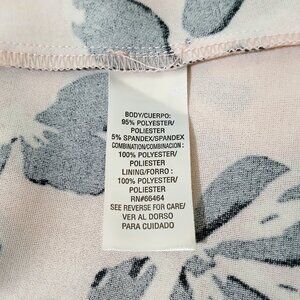 BODY/CUERPO:
95% POLYESTER/
POLIESTER
5% SPANDEX/SPANDEX
COMBINATION/COMBINACION :
100% POLYESTER/
POLIESTER
LINING/FORRO :
100% POLYESTER/
POLIESTER
RN#66464
SEE REVERSE FOR CARE/
VER AL DORSO
PARA CUIDADO